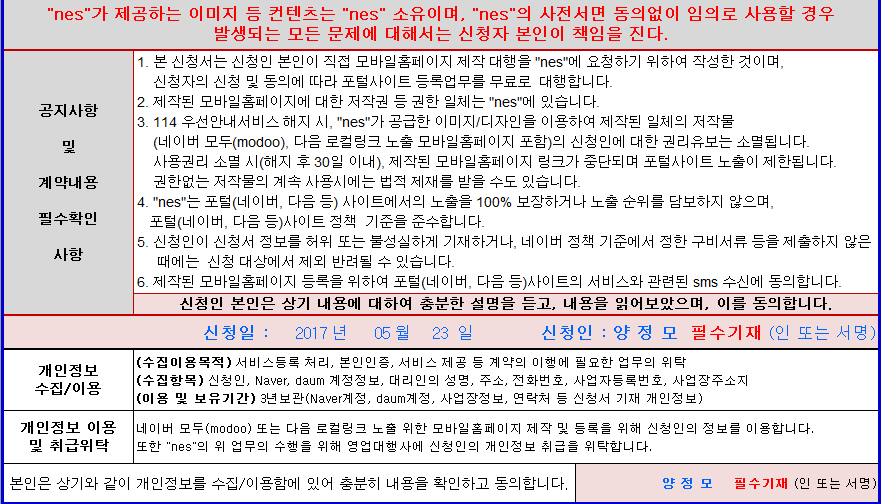 "nes"가 제공하는 이미지 등 컨텐츠는 "nes" 소유이며, "nes"의 사전서면 동의없이 임의로 사용할 경우
발생되는 모든 문제에 대해서는 신청자 본인이 책임을 진다.
공지사항
및
계약내용
필수확인
사항
1. 본 신청서는 신청인 본인이 직접 모바일홈페이지 제작 대행을 "nes"에 요청하기 위하여 작성한 것이며,
신청자의 신청 및 동의에 따라 포털사이트 등록업무를 무료로 대행합니다.
2. 제작된 모바일홈페이지에 대한 저작권 등 권한 일체는 "nes"에 있습니다.
3. 114 우선안내서비스 해지 시, "nes"가 공급한 이미지/디자인을 이용하여 제작된 일체의 저작물
(네이버 모두(modoo), 다음 로컬링크 노출 모바일홈페이지 포함)의 신청인에 대한 권리유보는 소멸됩니다.
사용권리 소멸 시(해지 후 30일 이내), 제작된 모바일홈페이지 링크가 중단되며 포털사이트 노출이 제한됩니다.
권한없는 저작물의 계속 사용시에는 법적 제재를 받을 수도 있습니다.
4. "nes"는 포털(네이버, 다음 등) 사이트에서의 노출을 100% 보장하거나 노출 순위를 담보하지 않으며,
포털(네이버, 다음 등)사이트 정책 기준을 준수합니다.
5. 신청인이 신청서 정보를 허위 또는 불성실하게 기재하거나, 네이버 정책 기준에서 정한 구비서류 등을 제출하지 않은
때에는 신청 대상에서 제외 반려될 수 있습니다.
6. 제작된 모바일홈페이지 등록을 위하여 포털(네이버, 다음 등)사이트의 서비스와 관련된 sms 수신에 동의합니다.
신청인 본인은 상기 내용에 대하여 충분한 설명을 듣고, 내용을 읽어보았으며, 이를 동의합니다.
신청일 : 2017 년 05 월 23 일 신청인 : 양 정 모 필수기재 (인 또는 서명)
개인정보
수집/이용
(수집이용목적) 서비스등록 처리, 본인인증, 서비스 제공 등 계약의 이행에 필요한 업무의 위탁
(수집항목) 신청인, Naver, daum 계정정보, 대리인의 성명, 주소, 전화번호, 사업자등록번호, 사업장주소지
(이용 및 보유기간) 3년보관(Naver계정, daum계정, 사업장정보, 연락처 등 신청서 기재 개인정보)
개인정보 이용
및 취급위탁
네이버 모두(modoo) 또는 다음 로컬링크 노출 위한 모바일홈페이지 제작 및 등록을 위해 신청인의 정보를 이용합니다.
또한 "nes"의 위 업무의 수행을 위해 영업대행사에 신청인의 개인정보 취급을 위탁합니다.
본인은 상기와 같이 개인정보를 수집/이용함에 있어 충분히 내용을 확인하고 동의합니다. 양 정 모 필수기재 (인 또는 서명)